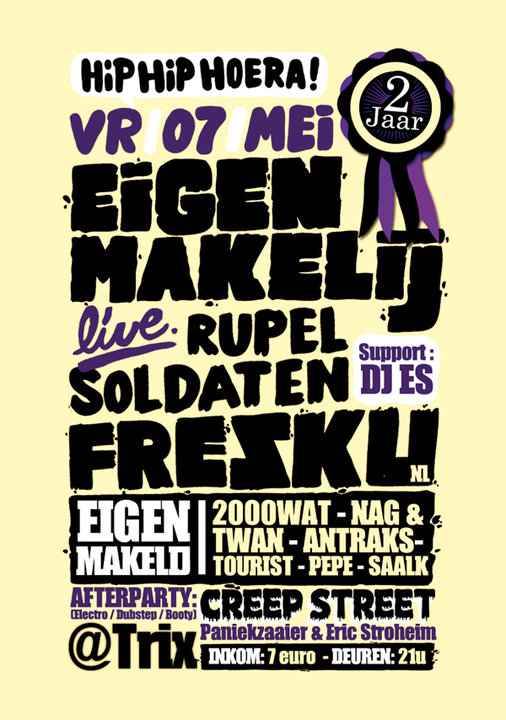 HiP HiP HOERA!
2
Jaar
VR/07/MEi
EiGEN
MAKELIJ
live. RUPEL
SOLDATEN
Support :
DJ ES
FRESKU
NL
EIGEN
MAKELD
2000WAT - NAG &
TWAN - ANTRAKS-
TOURIST - PEPE - SAALK
AFTERPARTY:
(Electro / Dubstep / Booty)
CREEP STREET
@Trix
Paniekzaaier & Eric Stroheim
INKOM: 7 euro - DEUREN: 21u